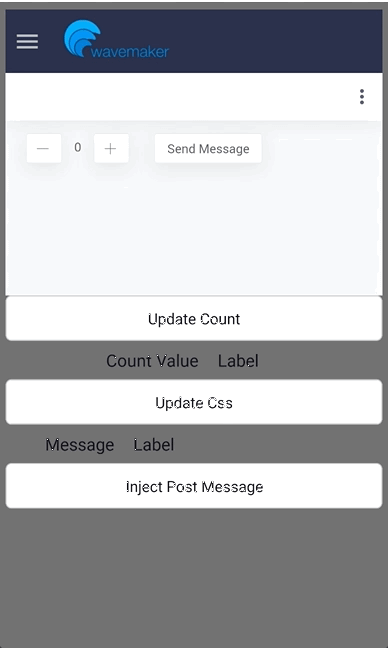 wavemaker
0 Send Message
Update Count
Count Value Label
Update Css
Message Label
Inject Post Message